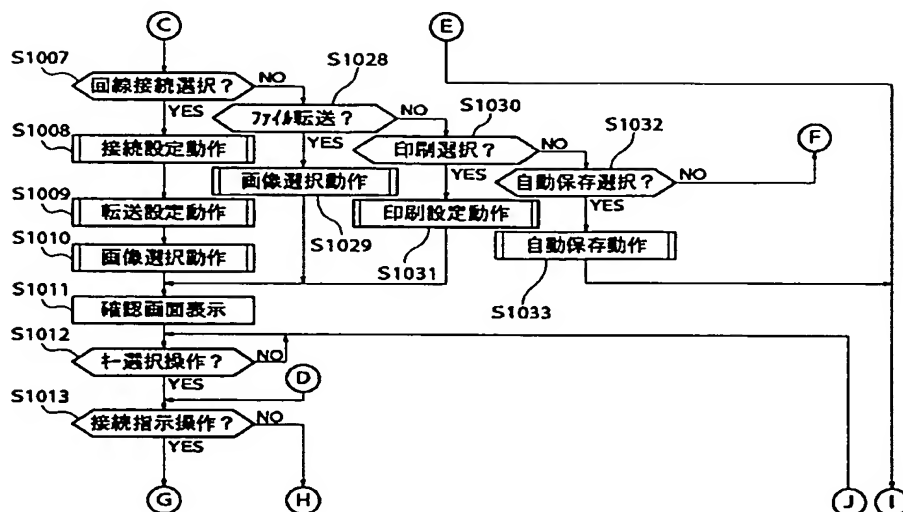 C
E
S1007
回線接続選択？
NO
S1028
YES
ファイル転送？
NO
S1030
S1008
YES
印刷選択？
NO
S1032
F
接続設定動作
画像選択動作
YES
自動保存選択？
NO
S1009
転送設定動作
S1029
印刷設定動作
YES
S1010
画像選択動作
S1031
自動保存動作
S1011
確認画面表示
S1033
S1012
キー選択操作？
NO
D
YES
S1013
接続指示操作？
NO
YES
G
H
J
I